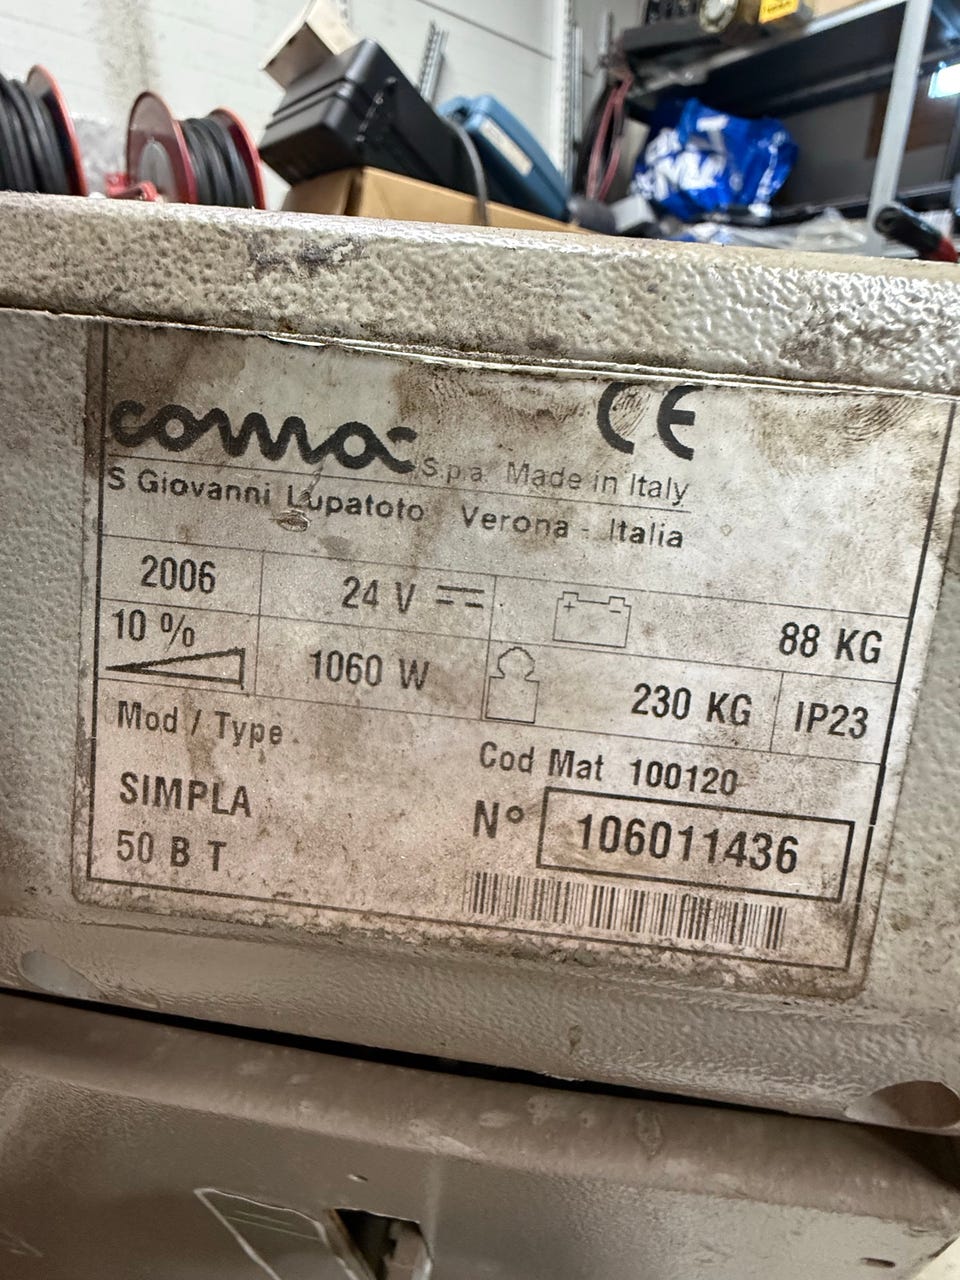 comac S.p.a. Made in Italy
S Giovanni Lupatoto Verona - Italia
2006 24 V 88 KG
10 % 1060 W 230 KG IP23
Mod / Type
Cod Mat 100120
SIMPLA
N° 106011436
50 B T
CE